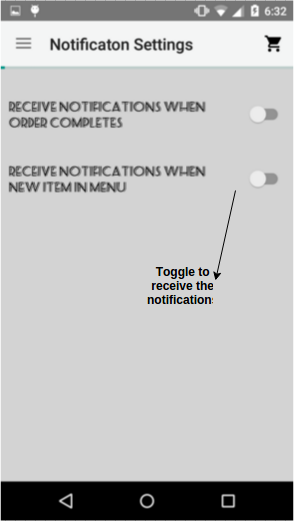 6:32
Notificaton Settings
RECEIVE NOTIFICATIONS WHEN
ORDER COMPLETES
RECEIVE NOTIFICATIONS WHEN
NEW ITEM IN MENU
Toggle to
receive the
notifications